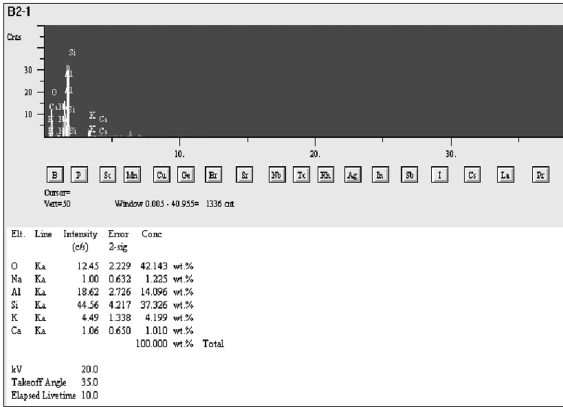 B2-1
Cnts
Si
30
20
10
O
K
Ca
K
Ca
10.
20.
30.
B P Sc Mn Cu Ge Br Sr Nb Tc Rh Ag In Sb I Cs La Pr
Cursor=
Vert=50 Window 0.005 - 40.955= 1336 cnt
Elt. Line Intensity Error Conc
(c/s) 2-sig
O Ka 12.45 2.229 42.143 wt.%
Na Ka 1.00 0.632 1.225 wt.%
Al Ka 18.62 2.726 14.096 wt.%
Si Ka 44.56 4.217 37.326 wt.%
K Ka 4.49 1.338 4.199 wt.%
Ca Ka 1.06 0.650 1.010 wt.%
100.000 wt.% Total
kV 20.0
Takeoff Angle 35.0
Elapsed Livetime 10.0